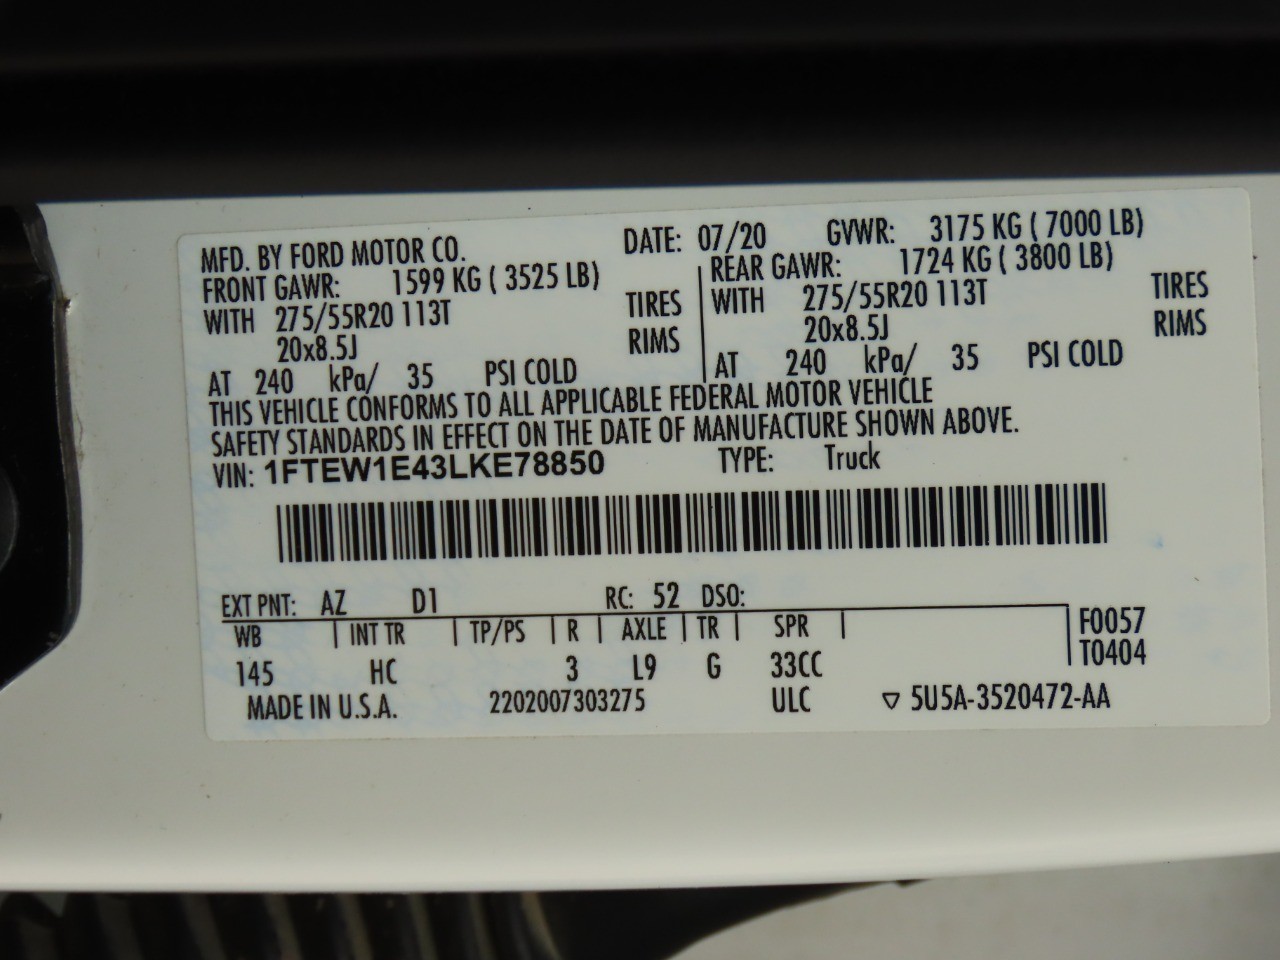 MFD. BY FORD MOTOR CO. DATE: 07/20 GVWR: 3175 KG ( 7000 LB)
FRONT GAWR: 1599 KG ( 3525 LB) REAR GAWR: 1724 KG ( 3800 LB)
WITH 275/55R20 113T TIRES WITH 275/55R20 113T TIRES
20x8.5J RIMS 20x8.5J RIMS
AT 240 kPa/ 35 PSI COLD AT 240 kPa/ 35 PSI COLD
THIS VEHICLE CONFORMS TO ALL APPLICABLE FEDERAL MOTOR VEHICLE
SAFETY STANDARDS IN EFFECT ON THE DATE OF MANUFACTURE SHOWN ABOVE.
VIN: 1FTEW1E43LKE78850 TYPE: Truck
EXT PNT: AZ D1 RC: 52 DSO:
WB INT TR TP/PS R AXLE TR SPR F0057
145 HC 3 L9 G 33CC T0404
MADE IN U.S.A. 2202007303275 ULC ▽ 5U5A-3520472-AA